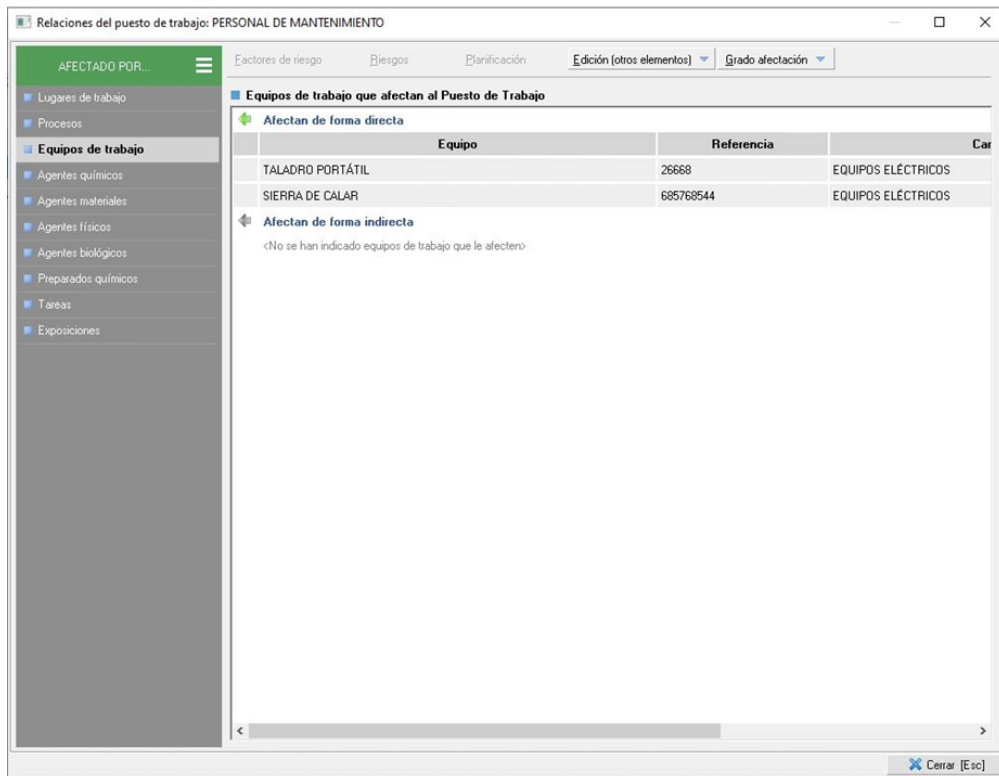 Relaciones del puesto de trabajo: PERSONAL DE MANTENIMIENTO
AFECTADO POR...
Factores de riesgo Riesgos Planificación Edición (otros elementos) Grado afectación
Lugares de trabajo
Procesos
Equipos de trabajo
Agentes químicos
Agentes materiales
Agentes físicos
Agentes biológicos
Preparados químicos
Tareas
Exposiciones
Equipos de trabajo que afectan al Puesto de Trabajo
Afectan de forma directa
Equipo Referencia Car
TALADRO PORTÁTIL 26668 EQUIPOS ELÉCTRICOS
SIERRA DE CALAR 685768544 EQUIPOS ELÉCTRICOS
Afectan de forma indirecta
<No se han indicado equipos de trabajo que le afecten>
Cerrar [Esc]